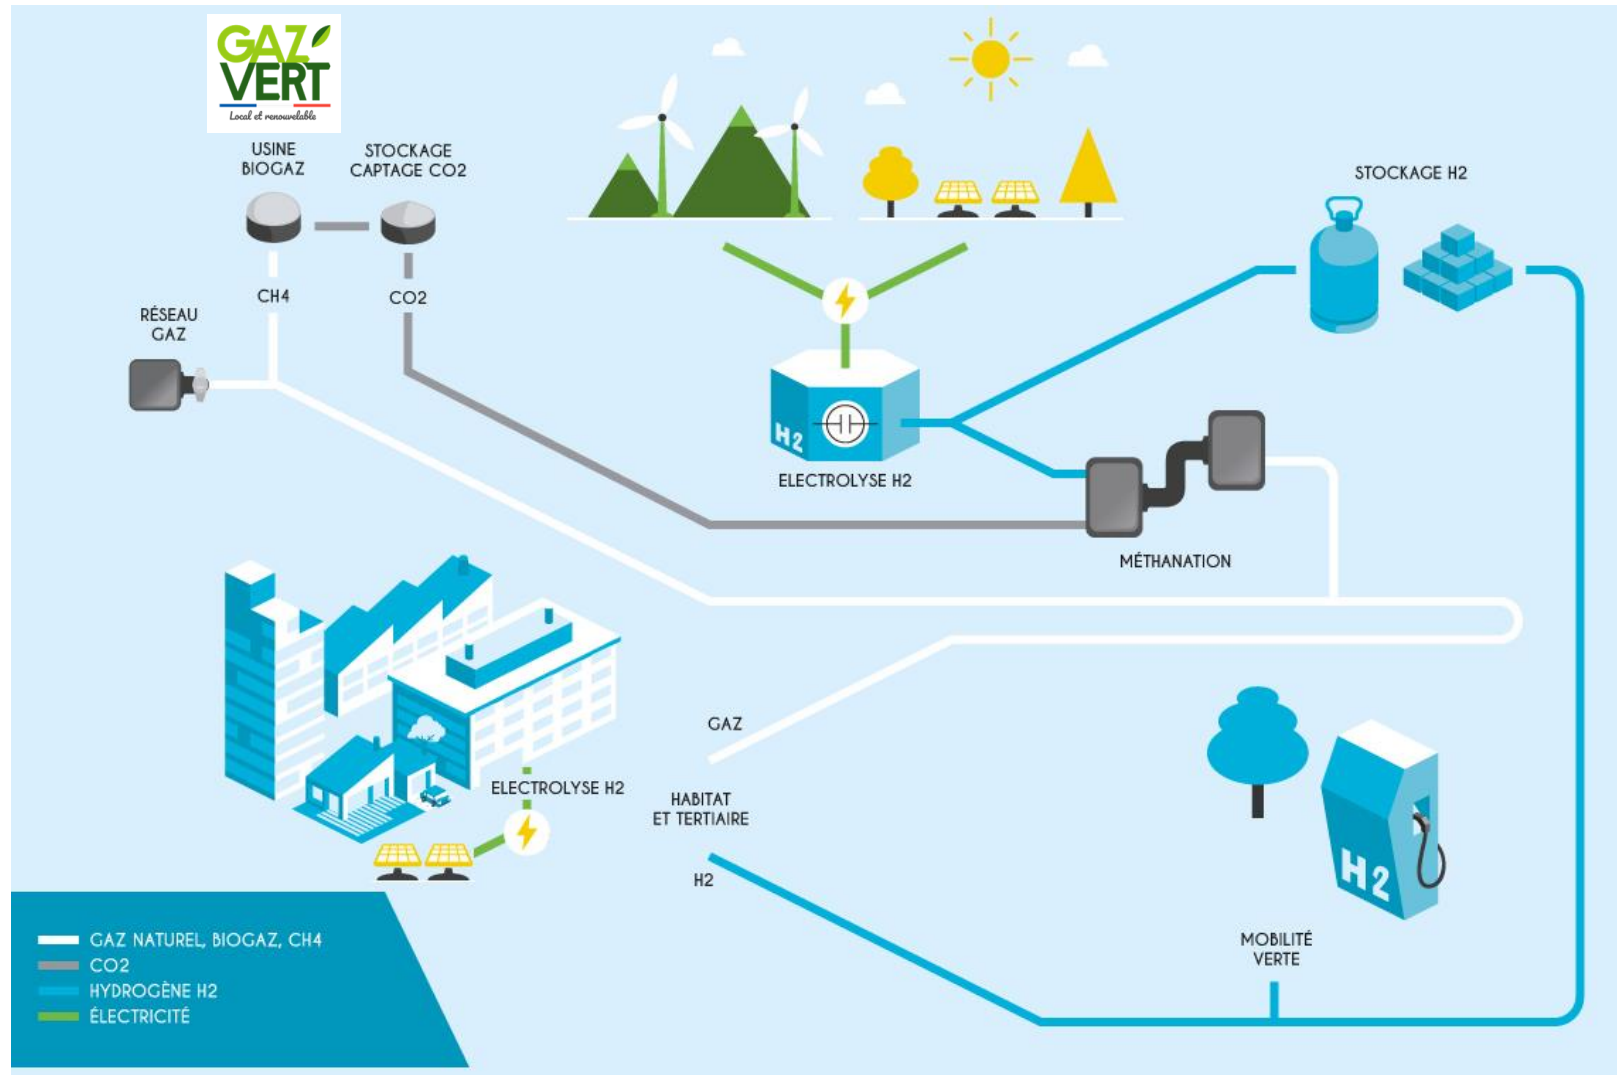 GAZ
VERT
Local et renouvelable
USINE
BIOGAZ
STOCKAGE
CAPTAGE CO2
STOCKAGE H2
CH4
CO2
RÉSEAU
GAZ
H2
ELECTROLYSE H2
MÉTHANATION
GAZ
ELECTROLYSE H2
HABITAT
ET TERTIAIRE
H2
H2
MOBILITÉ
VERTE
GAZ NATUREL, BIOGAZ, CH4
CO2
HYDROGÈNE H2
ÉLECTRICITÉ